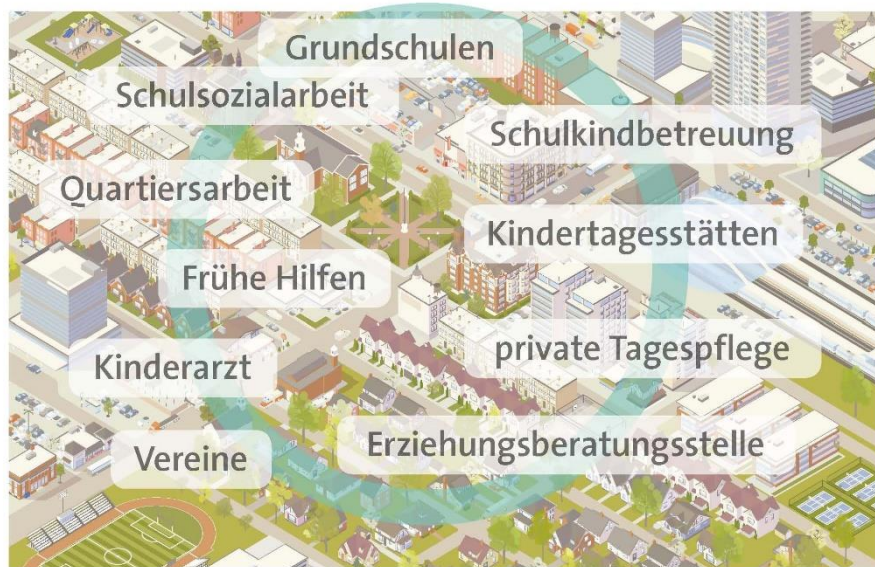 Grundschulen
Schulsozialarbeit
Schulkindbetreuung
Quartiersarbeit
Kindertagesstätten
Frühe Hilfen
private Tagespflege
Kinderarzt
Erziehungsberatungsstelle
Vereine